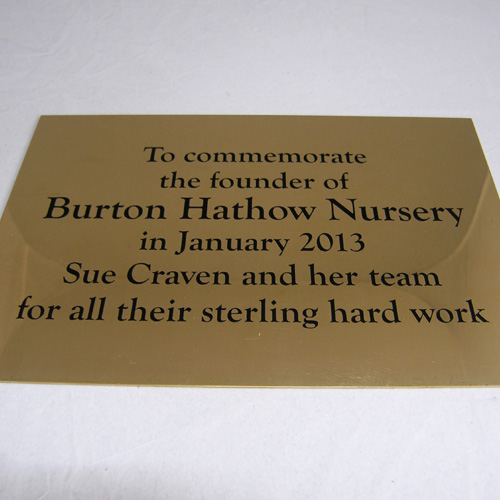 To commemorate
the founder of
Burton Hathow Nursery
in January 2013
Sue Craven and her team
for all their sterling hard work